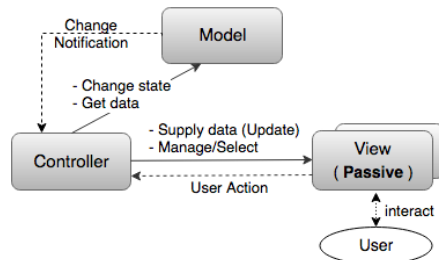 Change
Notification
Model
- Change state
- Get data
- Supply data (Update)
- Manage/Select
Controller
View
( Passive )
User Action
interact
User